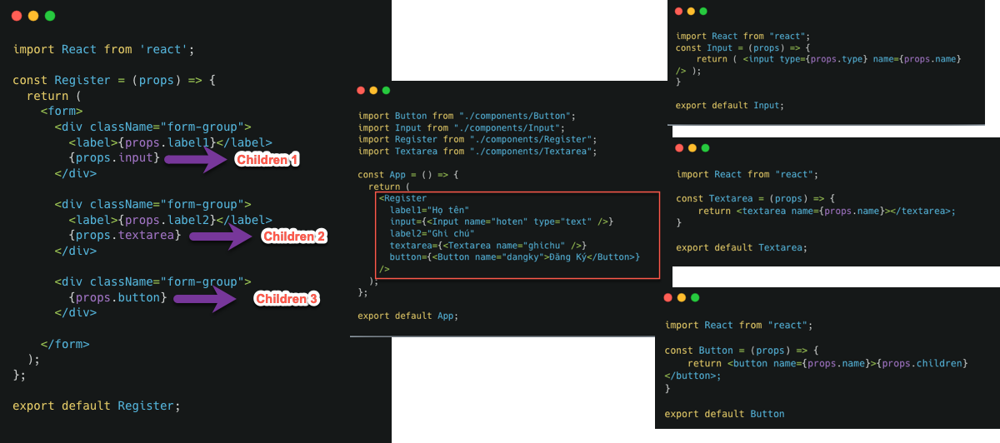 import React from 'react';
const Register = (props) => {
return (
<form>
<div className="form-group">
<label>{props.label1}</label>
{props.input}
Children 1
</div>
<div className="form-group">
<label>{props.label2}</label>
{props.textarea}
Children 2
</div>
<div className="form-group">
{props.button}
Children 3
</div>
</form>
);
};
export default Register;
import Button from "./components/Button";
import Input from "./components/Input";
import Register from "./components/Register";
import Textarea from "./components/Textarea";
const App = () => {
return (
<Register
label1="Họ tên"
input={<Input name="hoten" type="text" />}
label2="Ghi chú"
textarea={<Textarea name="ghichu" />}
button={<Button name="dangky">Đăng Ký</Button>}
/>
);
};
export default App;
import React from "react";
const Input = (props) => {
return ( <input type={props.type} name={props.name}
/> );
}
export default Input;
import React from "react";
const Textarea = (props) => {
return <textarea name={props.name}></textarea>;
}
export default Textarea;
import React from "react";
const Button = (props) => {
return <button name={props.name}>{props.children}
</button>;
}
export default Button